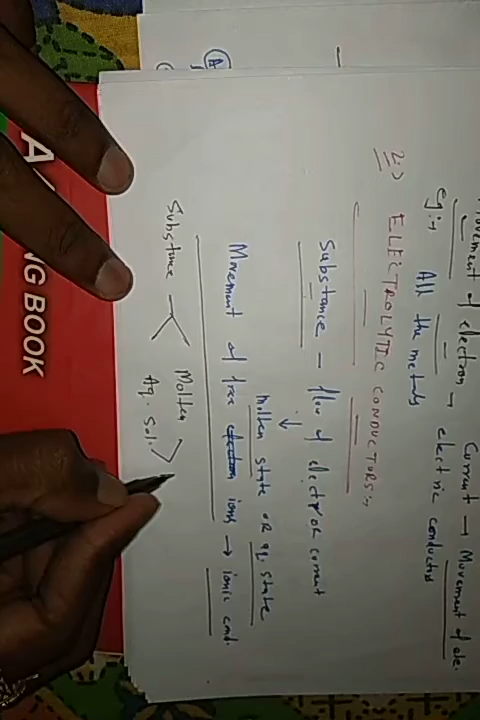 Current → Movement of ele.
Movement of electron → electric conductors
eg:, All the metals
2:) ELECTROLYTIC CONDUCTORS:,
Substance – flow of electric current
↓
Molten state OR aq. state
Movement of free ions → ionic cond.
Substance
Molten
Aq. Sol.
NG BOOK